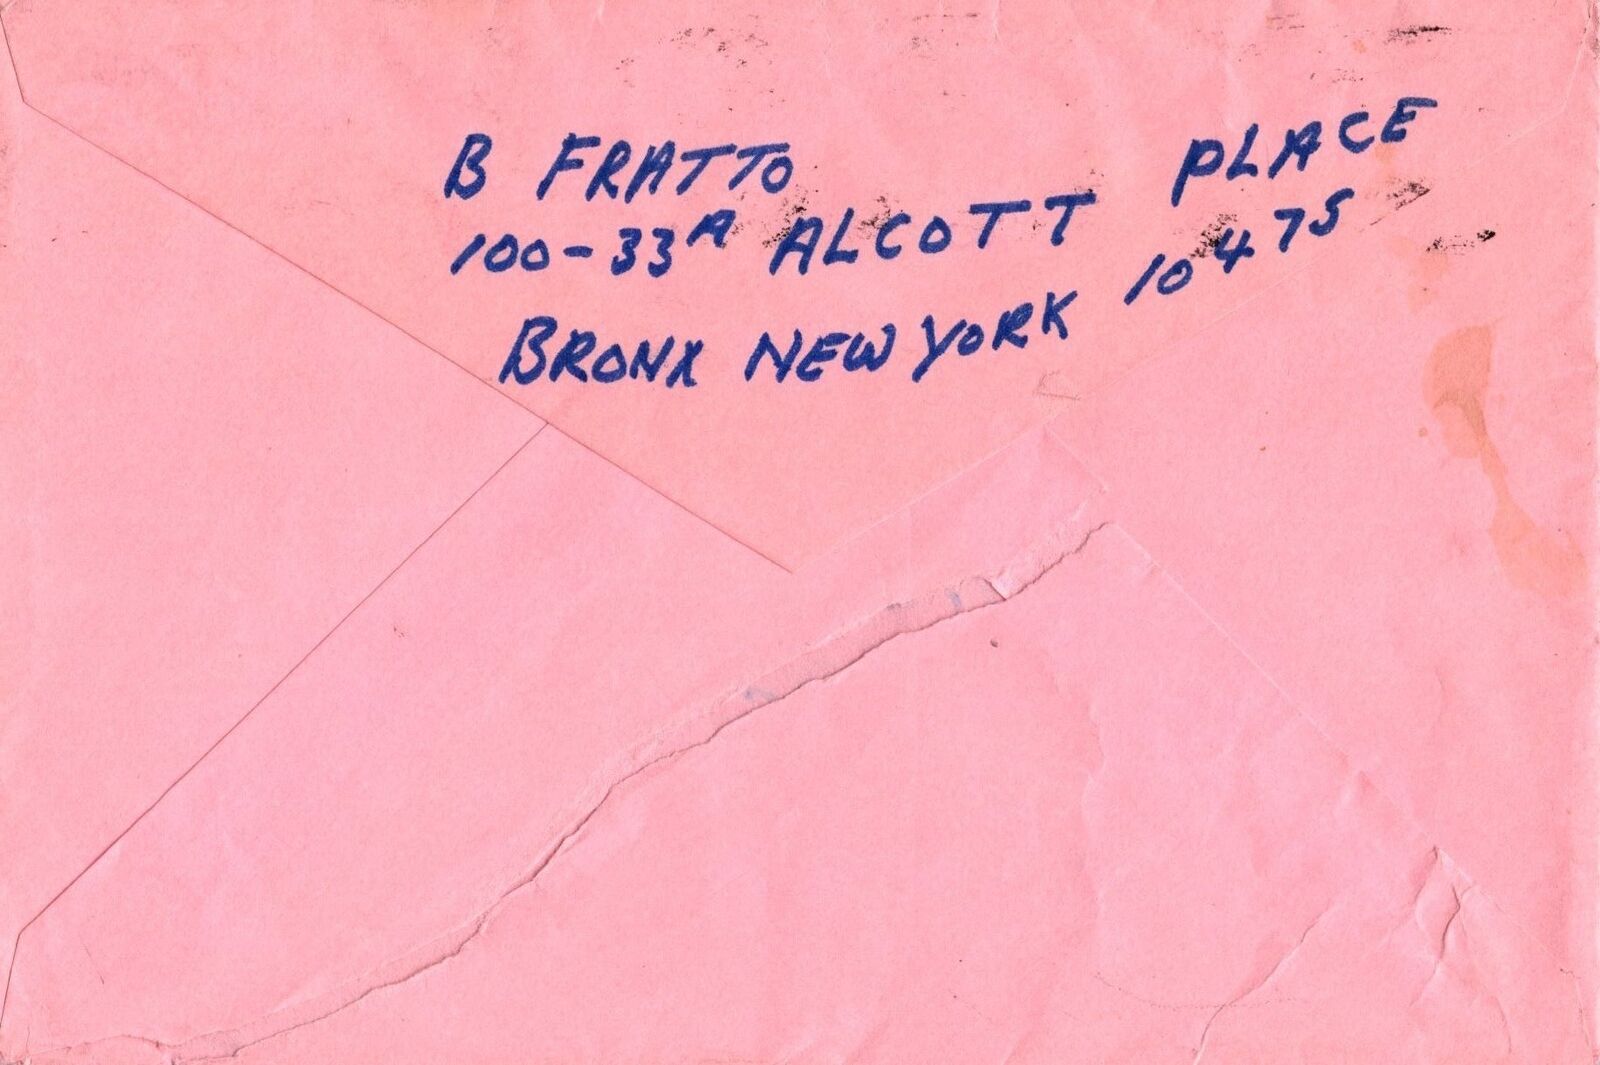 B FRATTO
100-33A ALCOTT PLACE
BRONX NEW YORK 10475